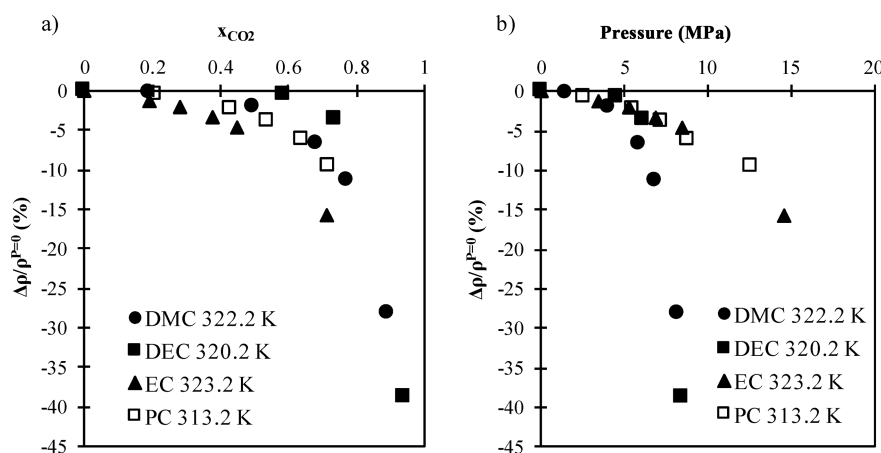 a)
xCO2
0 0.2 0.4 0.6 0.8 1
0
-5
-10
-15
-20
-25
-30
-35
-40
-45
Δρ/ρP=0 (%)
DMC 322.2 K
DEC 320.2 K
EC 323.2 K
PC 313.2 K
b)
Pressure (MPa)
0 5 10 15 20
0
-5
-10
-15
-20
-25
-30
-35
-40
-45
Δρ/ρP=0 (%)
DMC 322.2 K
DEC 320.2 K
EC 323.2 K
PC 313.2 K